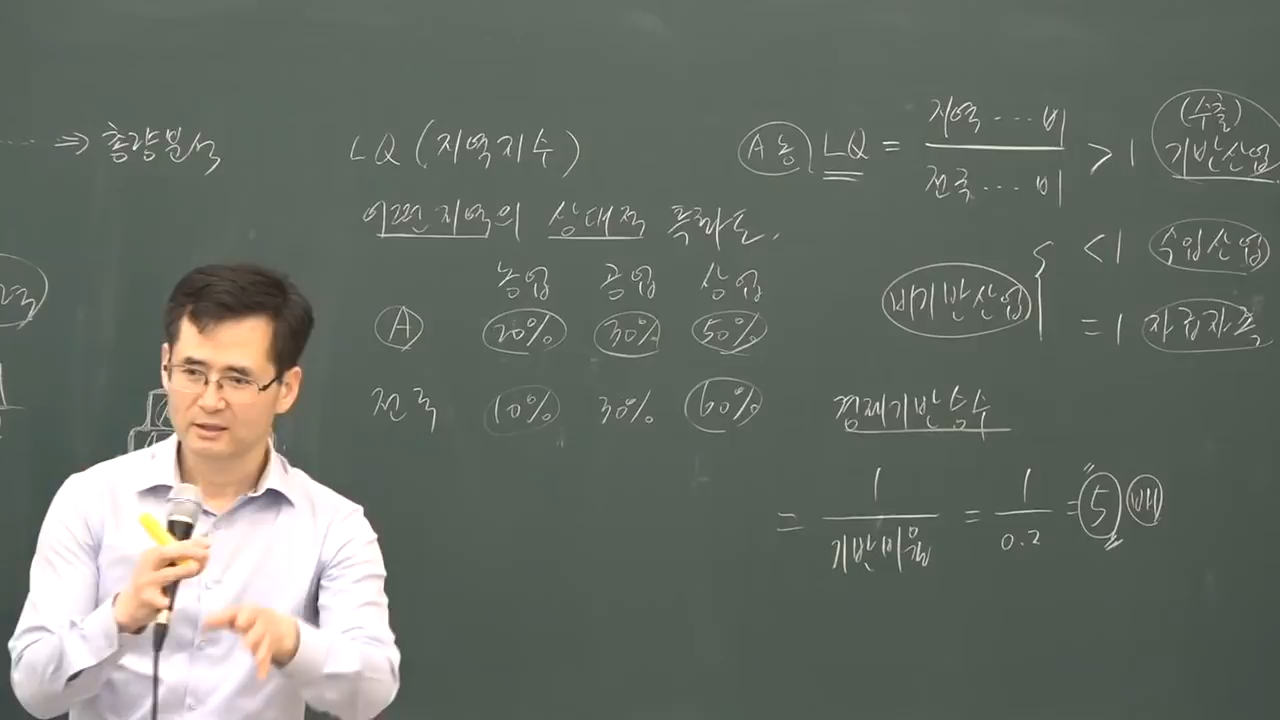 ⇒ 총량분석
LQ (지역지수)
어떤 지역의 상대적 특화도.
농업 공업 상업
A 20% 30% 50%
전국 10% 30% 60%
A 농 LQ = 지역 … 비 / 전국 … 비 > 1 (수출) 기반산업
비기반산업 { < 1 수입산업
= 1 자급자족
경제기반승수
= 1 / 기반비율 = 1 / 0.2 = 5 배